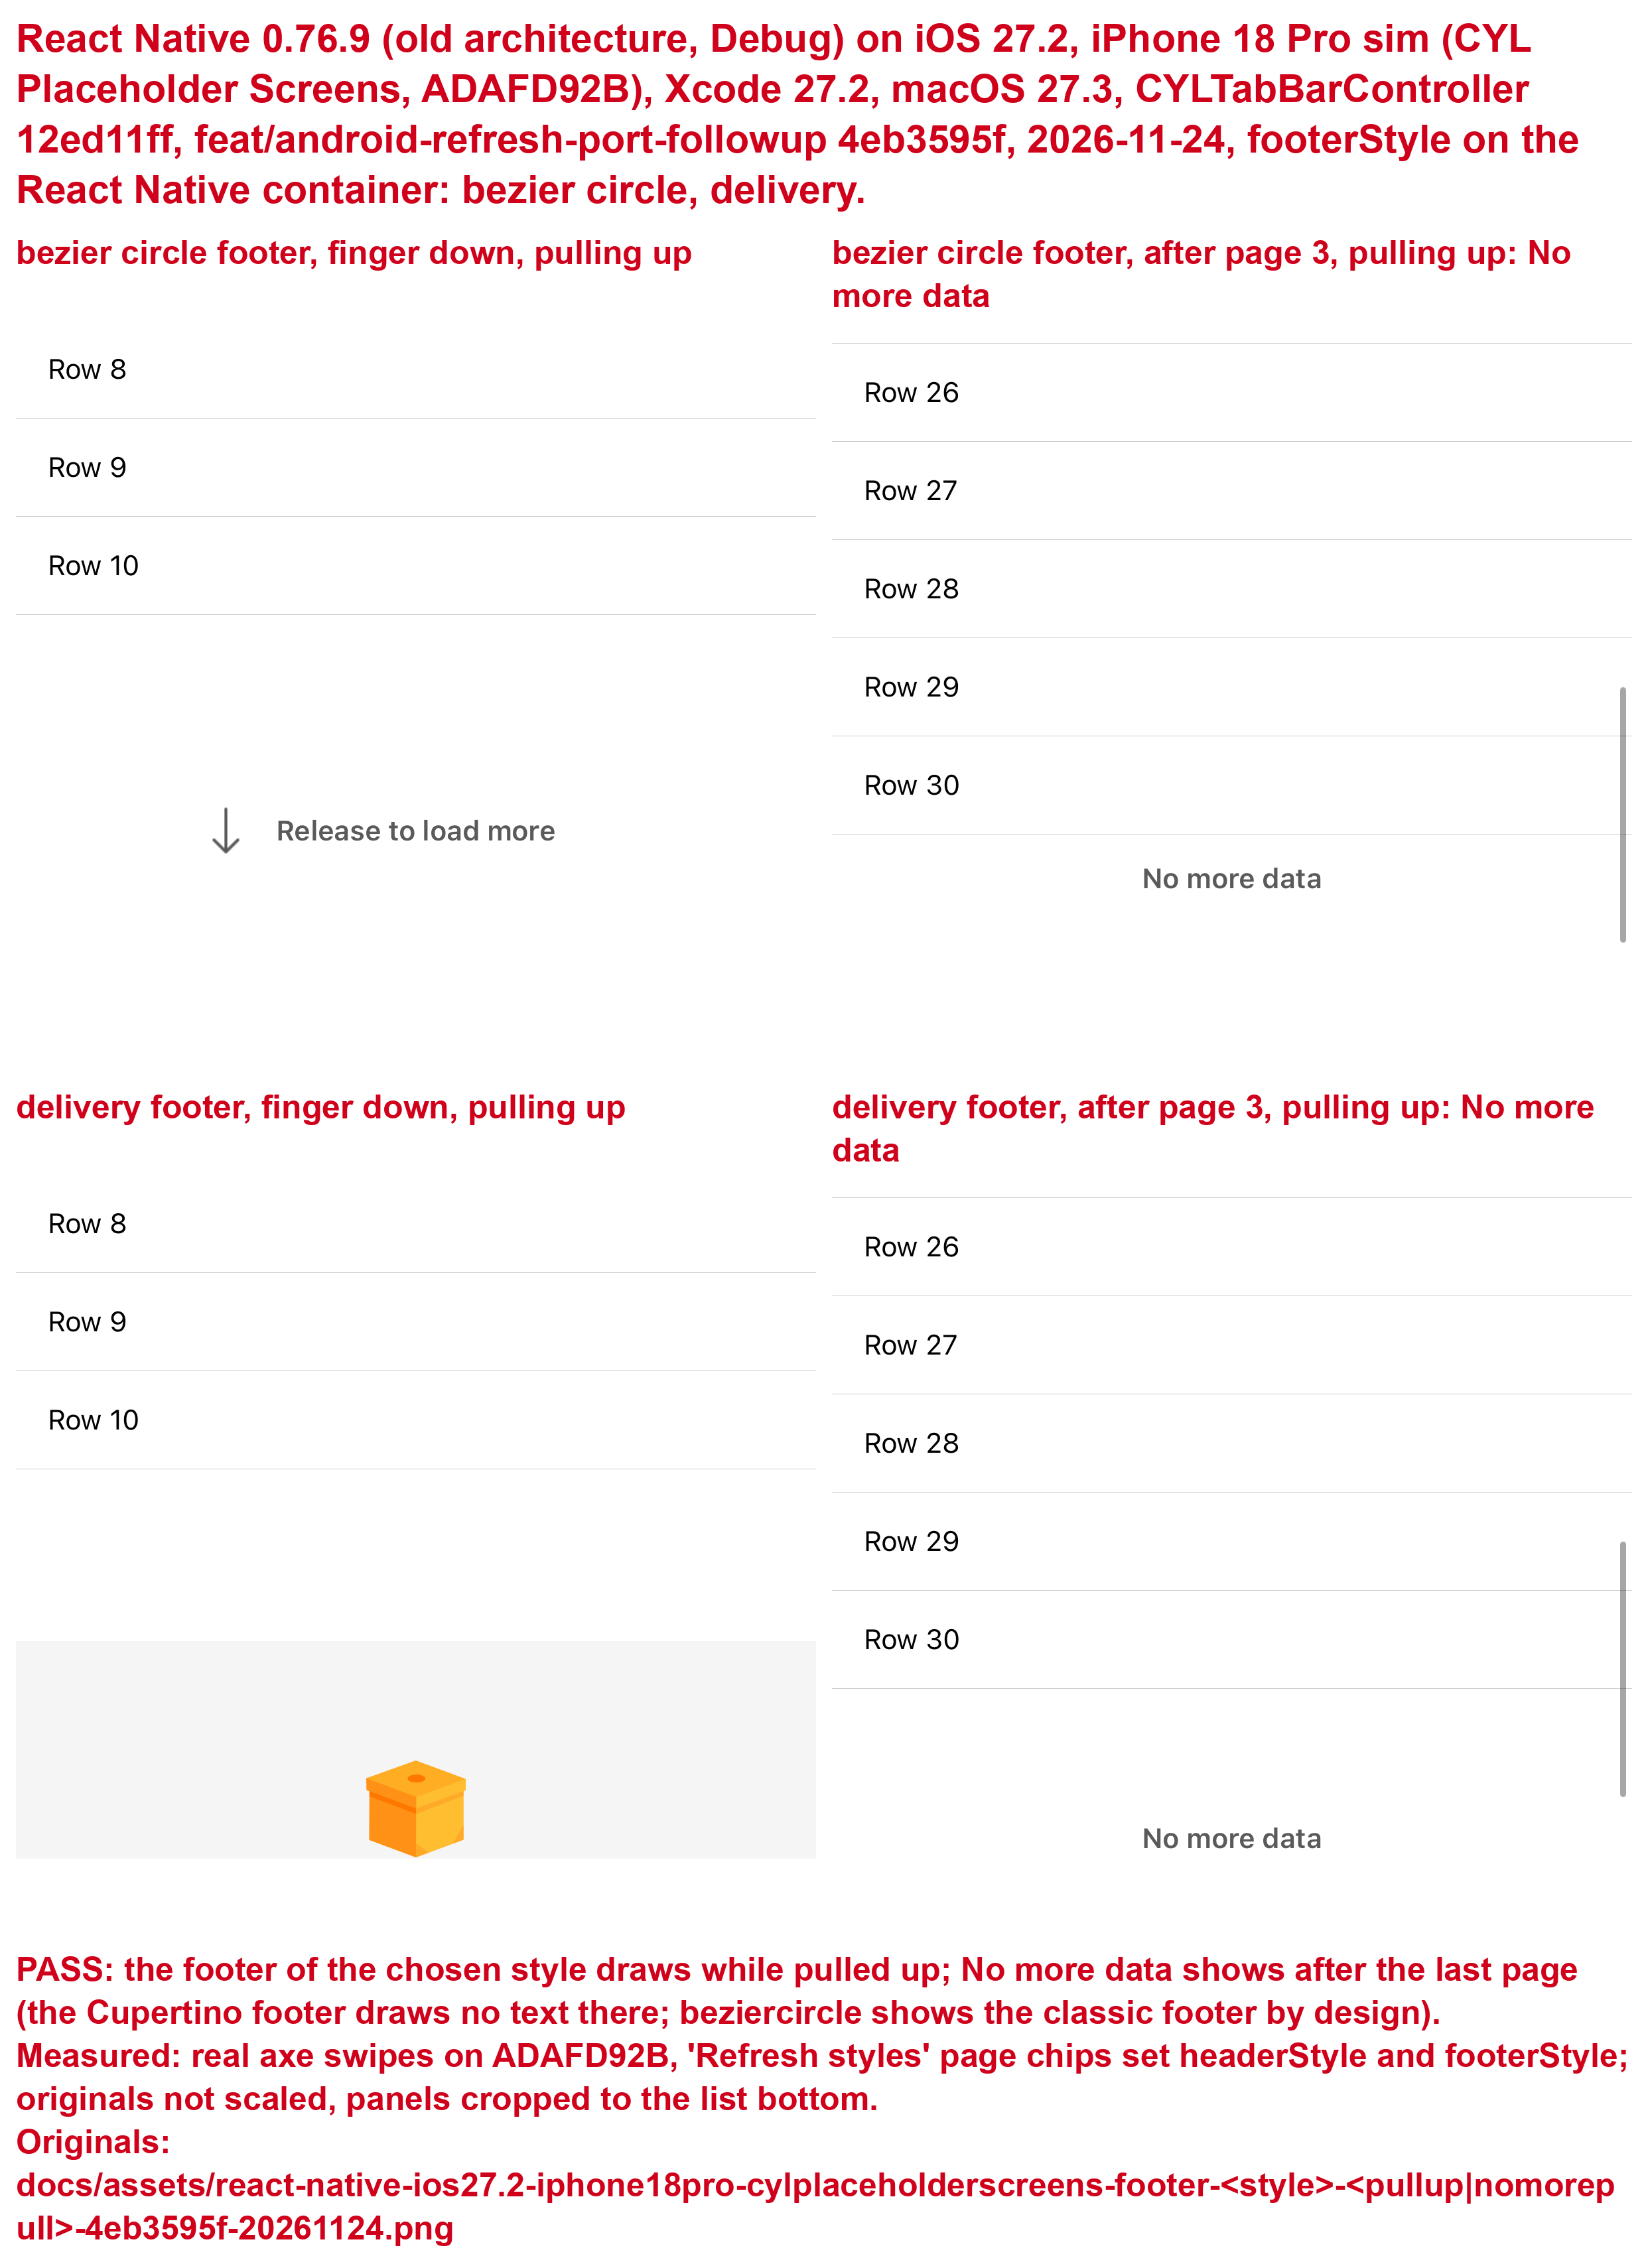 React Native 0.76.9 (old architecture, Debug) on iOS 27.2, iPhone 18 Pro sim (CYL
Placeholder Screens, ADAFD92B), Xcode 27.2, macOS 27.3, CYLTabBarController
12ed11ff, feat/android-refresh-port-followup 4eb3595f, 2026-11-24, footerStyle on the
React Native container: bezier circle, delivery.
bezier circle footer, finger down, pulling up
Row 8
Row 9
Row 10
Release to load more
bezier circle footer, after page 3, pulling up: No
more data
Row 26
Row 27
Row 28
Row 29
Row 30
No more data
delivery footer, finger down, pulling up
Row 8
Row 9
Row 10
delivery footer, after page 3, pulling up: No more
data
Row 26
Row 27
Row 28
Row 29
Row 30
No more data
PASS: the footer of the chosen style draws while pulled up; No more data shows after the last page
(the Cupertino footer draws no text there; beziercircle shows the classic footer by design).
Measured: real axe swipes on ADAFD92B, 'Refresh styles' page chips set headerStyle and footerStyle;
originals not scaled, panels cropped to the list bottom.
Originals:
docs/assets/react-native-ios27.2-iphone18pro-cylplaceholderscreens-footer-<style>-<pullup|nomorep
ull>-4eb3595f-20261124.png